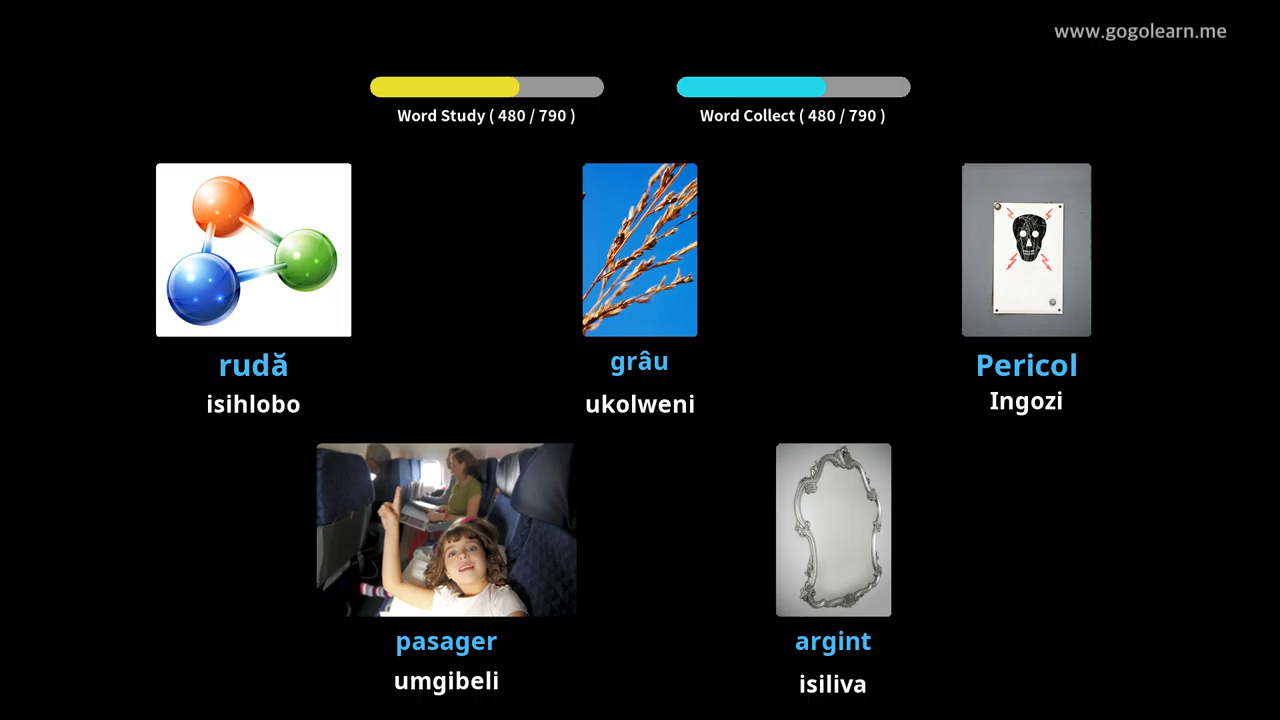 www.gogolearn.me
Word Study ( 480 / 790 )
Word Collect ( 480 / 790 )
rudă
isihlobo
grâu
ukolweni
Pericol
Ingozi
pasager
umgibeli
argint
isiliva